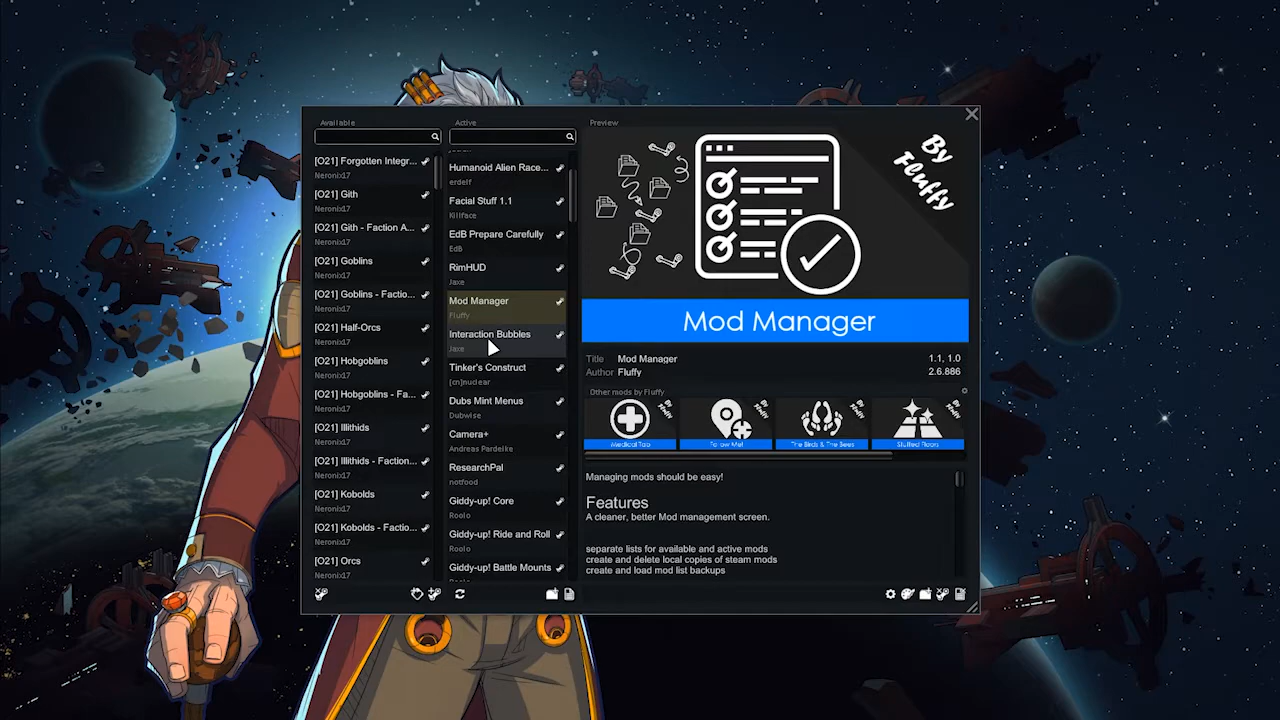 Available
[O21] Forgotten Integr...
Neronix17
[O21] Gith
Neronix17
[O21] Gith - Faction A...
Neronix17
[O21] Goblins
Neronix17
[O21] Goblins - Factio...
Neronix17
[O21] Half-Orcs
Neronix17
[O21] Hobgoblins
Neronix17
[O21] Hobgoblins - Fa...
Neronix17
[O21] Illithids
Neronix17
[O21] Illithids - Faction...
Neronix17
[O21] Kobolds
Neronix17
[O21] Kobolds - Factio...
Neronix17
[O21] Orcs
Neronix17
Active
Humanoid Alien Race...
erdelf
Facial Stuff 1.1
Killface
EdB Prepare Carefully
EdB
RimHUD
Jaxe
Mod Manager
Fluffy
Interaction Bubbles
Jaxe
Tinker's Construct
[cn]nuclear
Dubs Mint Menus
Dubwise
Camera+
Andreas Pardeike
ResearchPal
notfood
Giddy-up! Core
Roolo
Giddy-up! Ride and Roll
Roolo
Giddy-up! Battle Mounts
Preview
By
Fluffy
Mod Manager
Title Mod Manager 1.1, 1.0
Author Fluffy 2.6.886
Other mods by Fluffy
By Fluffy By Fluffy By Fluffy By Fluffy
Medical Tab Follow Me! The Birds & The Bees Stuffed Floors
Managing mods should be easy!
Features
A cleaner, better Mod management screen.
separate lists for available and active mods
create and delete local copies of steam mods
create and load mod list backups